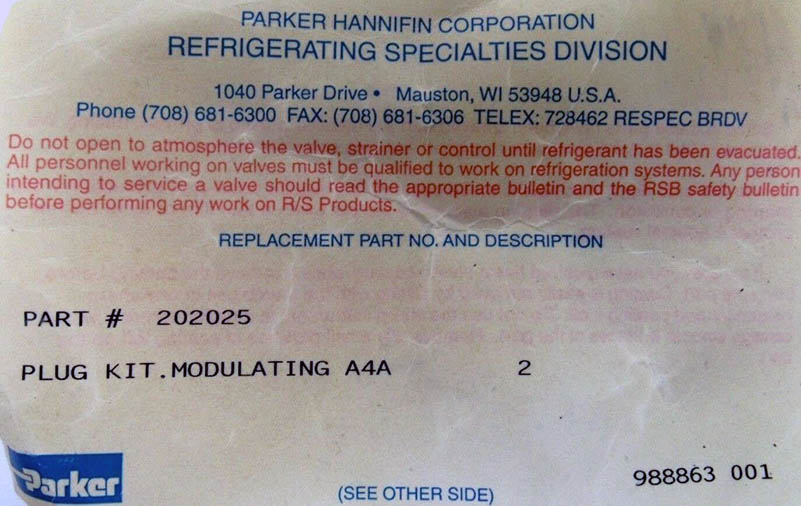 PARKER HANNIFIN CORPORATION
REFRIGERATING SPECIALTIES DIVISION
1040 Parker Drive • Mauston, WI 53948 U.S.A.
Phone (708) 681-6300 FAX: (708) 681-6306 TELEX: 728462 RESPEC BRDV
Do not open to atmosphere the valve, strainer or control until refrigerant has been evacuated.
All personnel working on valves must be qualified to work on refrigeration systems. Any person
intending to service a valve should read the appropriate bulletin and the RSB safety bulletin
before performing any work on R/S Products.
REPLACEMENT PART NO. AND DESCRIPTION
PART # 202025
PLUG KIT.MODULATING A4A 2
Parker
(SEE OTHER SIDE)
988863 001